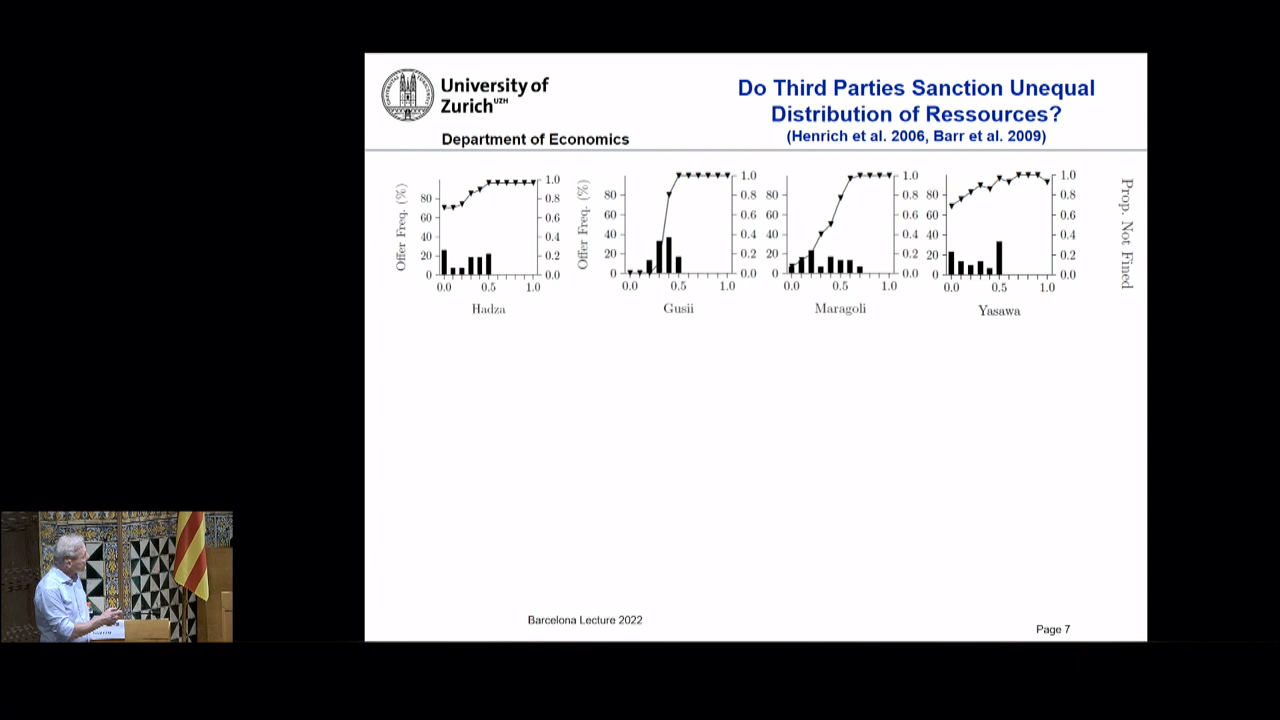 University of
Zurich UZH
Department of Economics
Do Third Parties Sanction Unequal
Distribution of Ressources?
(Henrich et al. 2006, Barr et al. 2009)
Offer Freq. (%)
80
60
40
20
0
1.0
0.8
0.6
0.4
0.2
0.0
0.0 0.5 1.0
Hadza
Offer Freq. (%)
80
60
40
20
0
1.0
0.8
0.6
0.4
0.2
0.0
0.0 0.5 1.0
Gusii
80
60
40
20
0
1.0
0.8
0.6
0.4
0.2
0.0
0.0 0.5 1.0
Maragoli
80
60
40
20
0
1.0
0.8
0.6
0.4
0.2
0.0
0.0 0.5 1.0
Yasawa
Prop. Not Fined
Barcelona Lecture 2022
Page 7